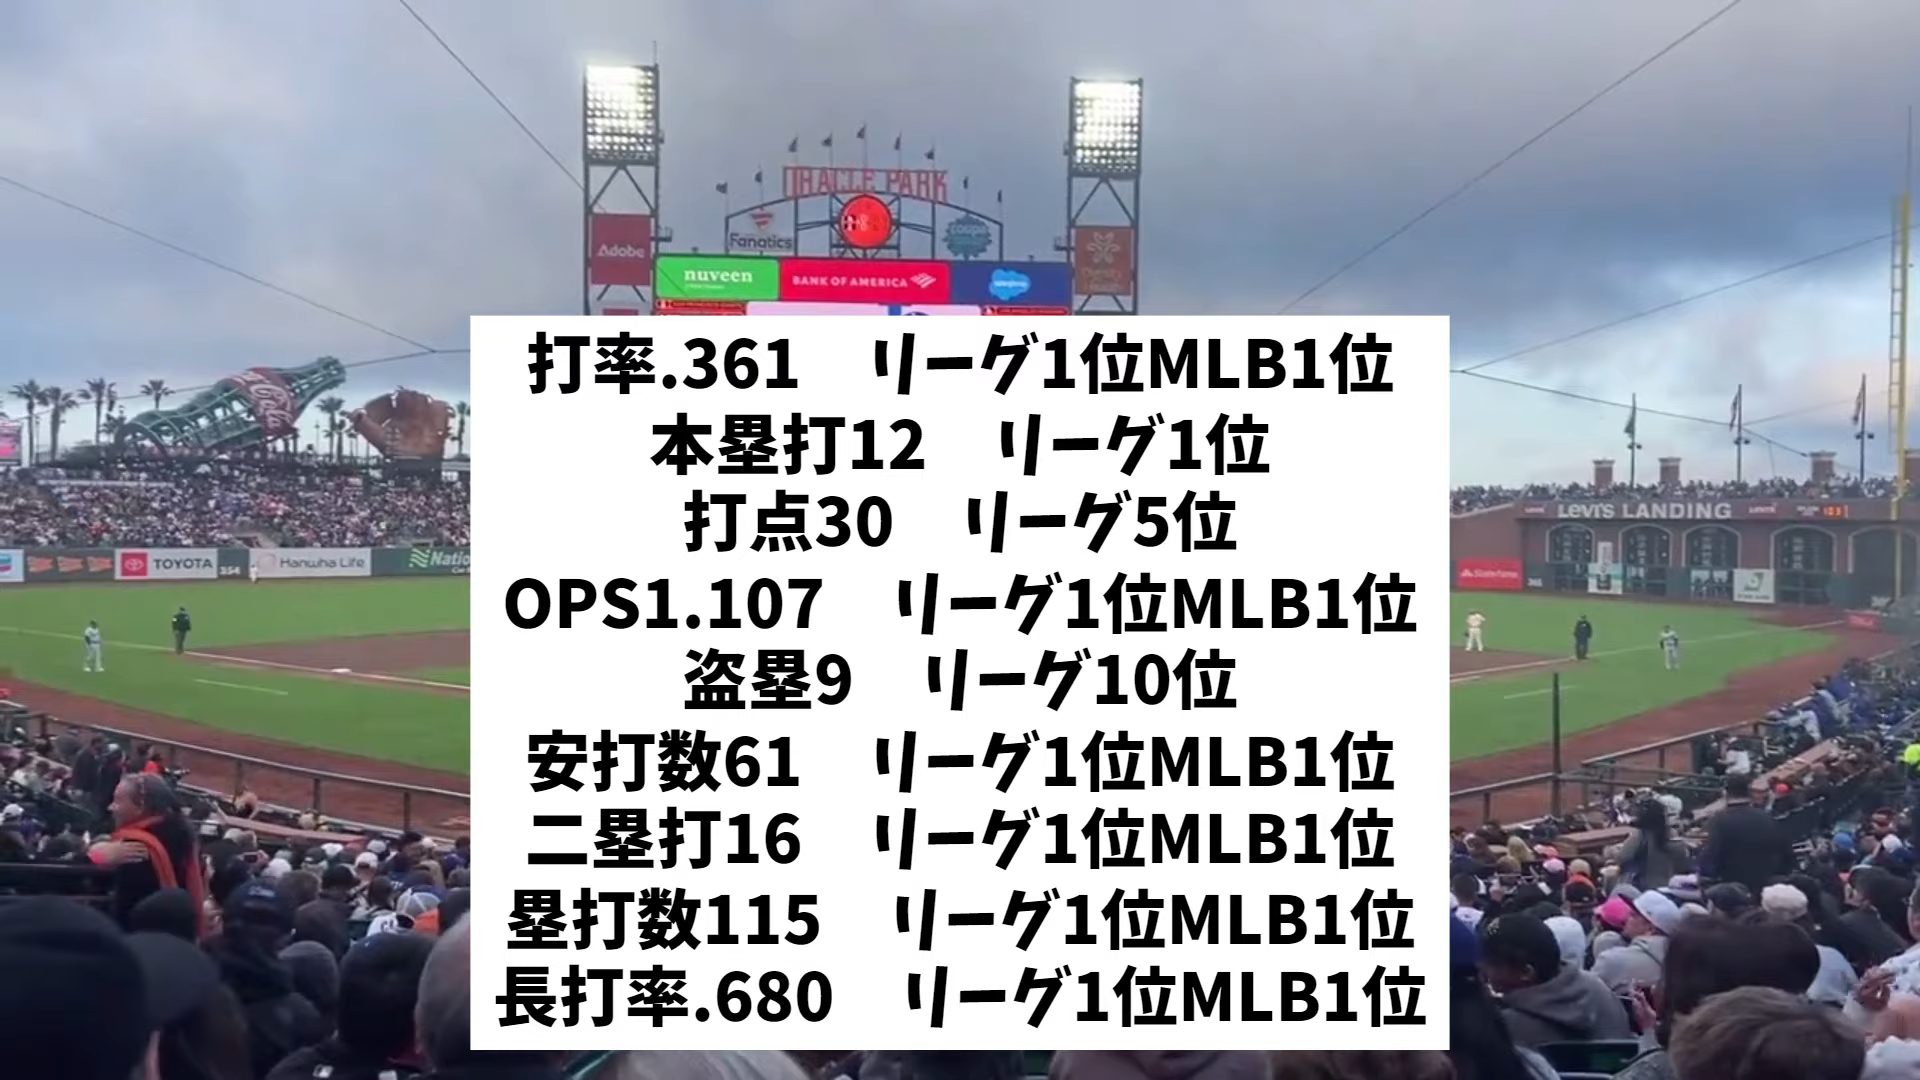 ORACLE PARK
Fanatics
Adobe
nuveen
BANK OF AMERICA
salesforce
Coca-Cola
打率.361　リーグ1位MLB1位
本塁打12　リーグ1位
打点30　リーグ5位
OPS1.107　リーグ1位MLB1位
盗塁9　リーグ10位
安打数61　リーグ1位MLB1位
二塁打16　リーグ1位MLB1位
塁打数115　リーグ1位MLB1位
長打率.680　リーグ1位MLB1位
LEVI'S LANDING
TOYOTA
354
Hanwha Life
StateFarm
365